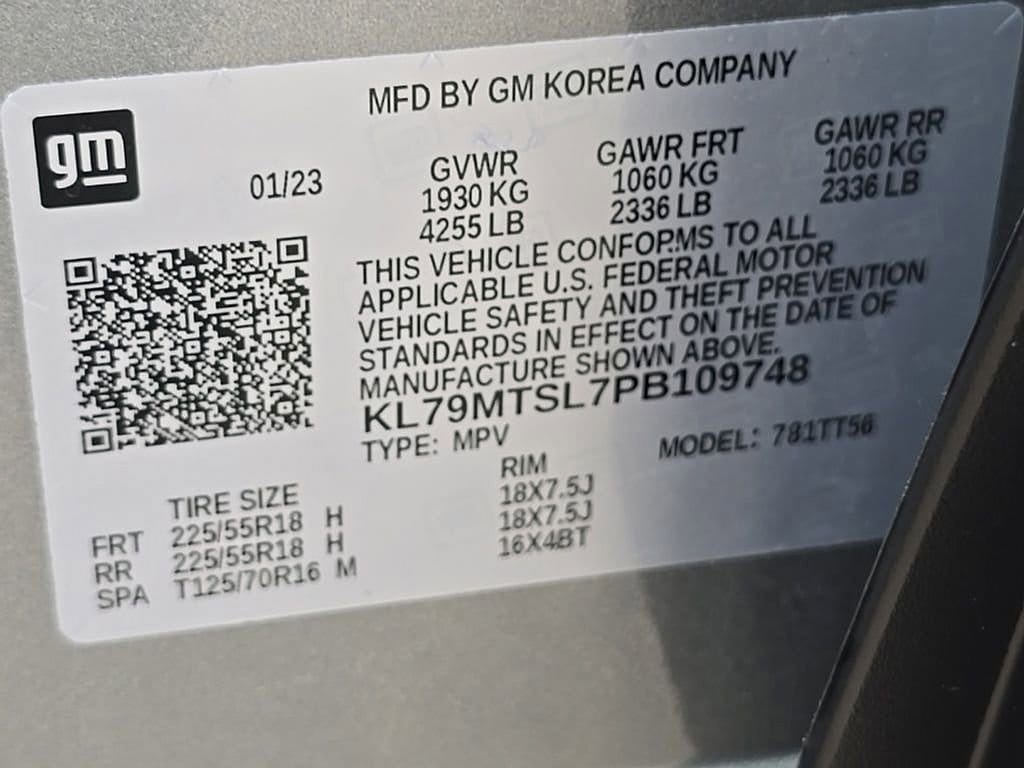 gm
MFD BY GM KOREA COMPANY
01/23
GVWR
1930 KG
4255 LB
GAWR FRT
1060 KG
2336 LB
GAWR RR
1060 KG
2336 LB
THIS VEHICLE CONFORMS TO ALL
APPLICABLE U.S. FEDERAL MOTOR
VEHICLE SAFETY AND THEFT PREVENTION
STANDARDS IN EFFECT ON THE DATE OF
MANUFACTURE SHOWN ABOVE.
KL79MTSL7PB109748
TYPE: MPV MODEL: 781TT56
TIRE SIZE RIM
FRT 225/55R18 H 18X7.5J
RR 225/55R18 H 18X7.5J
SPA T125/70R16 M 16X4BT